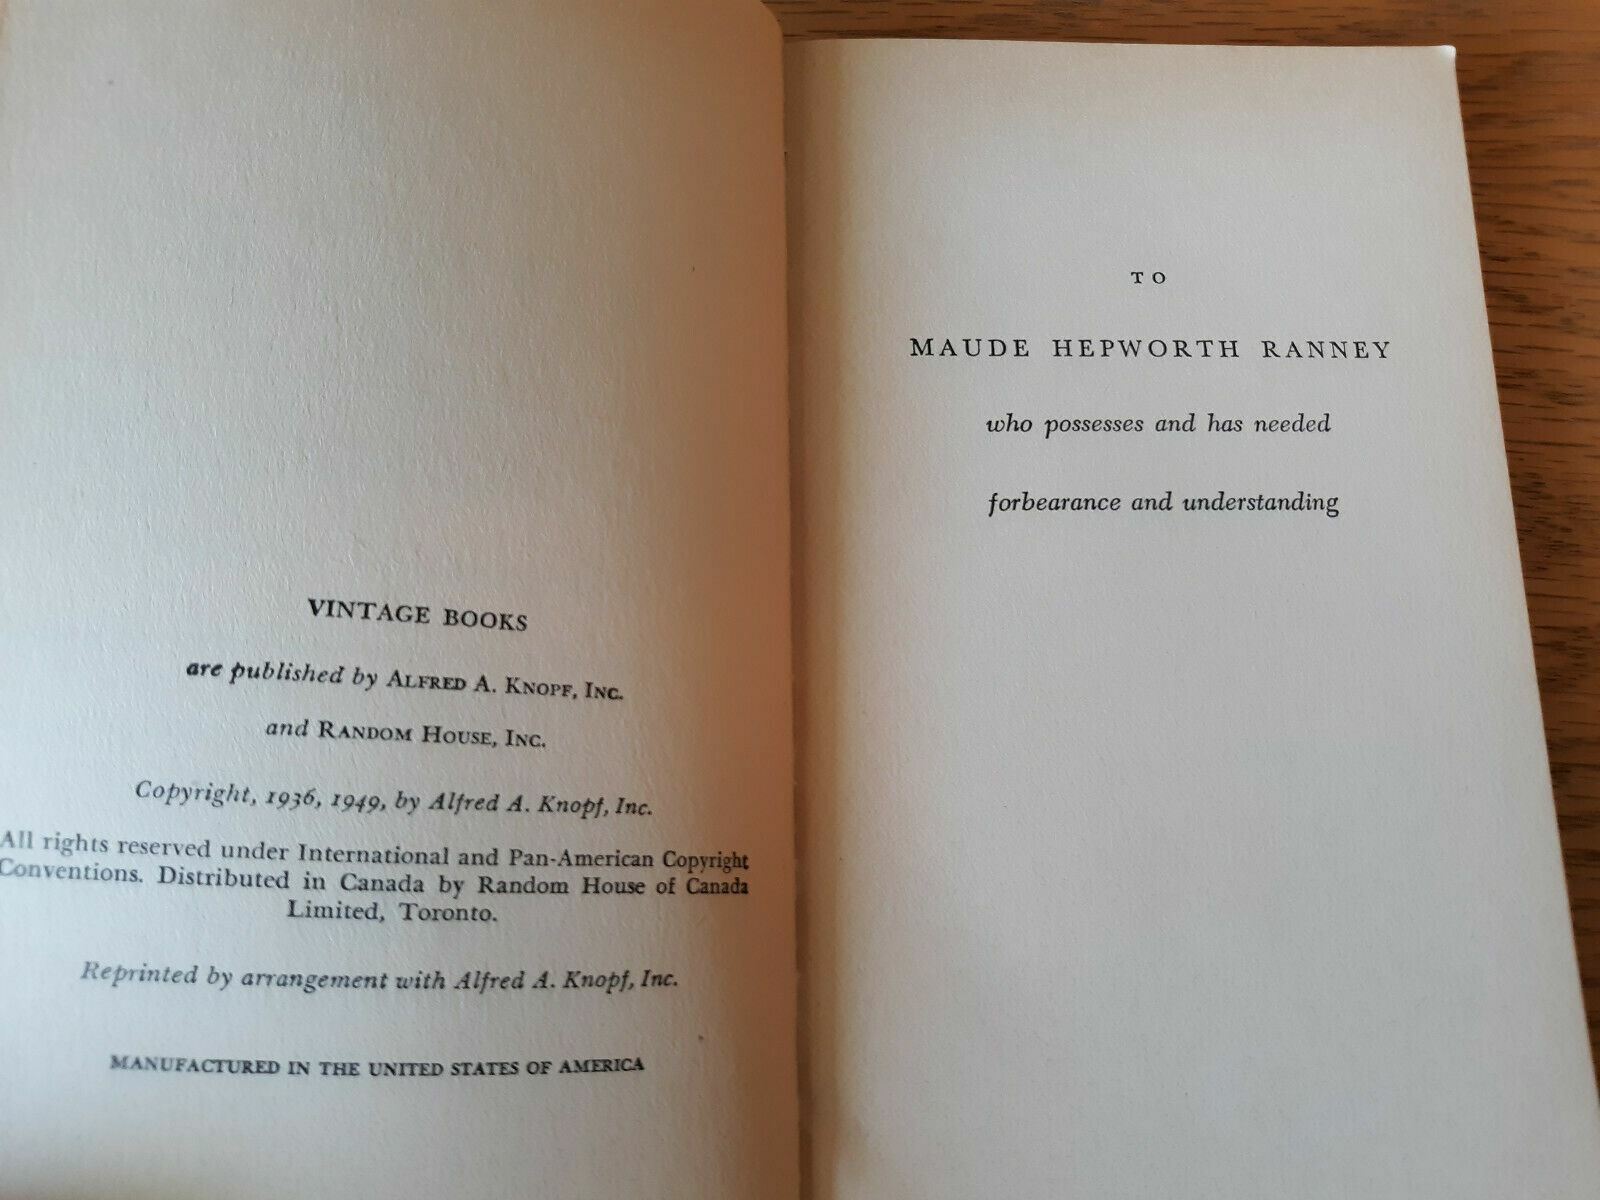 VINTAGE BOOKS
are published by ALFRED A. KNOPF, INC.
and RANDOM HOUSE, INC.
Copyright, 1936, 1949, by Alfred A. Knopf, Inc.
All rights reserved under International and Pan-American Copyright
Conventions. Distributed in Canada by Random House of Canada
Limited, Toronto.
Reprinted by arrangement with Alfred A. Knopf, Inc.
MANUFACTURED IN THE UNITED STATES OF AMERICA
TO
MAUDE HEPWORTH RANNEY
who possesses and has needed
forbearance and understanding